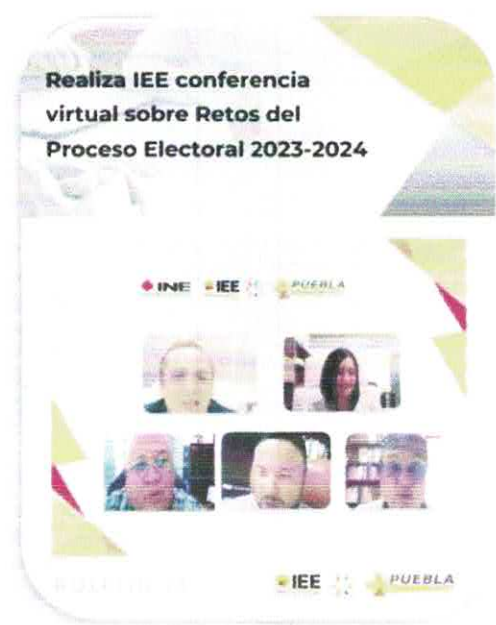 Realiza IEE conferencia
virtual sobre Retos del
Proceso Electoral 2023-2024
INE IEE PUEBLA
IEE PUEBLA